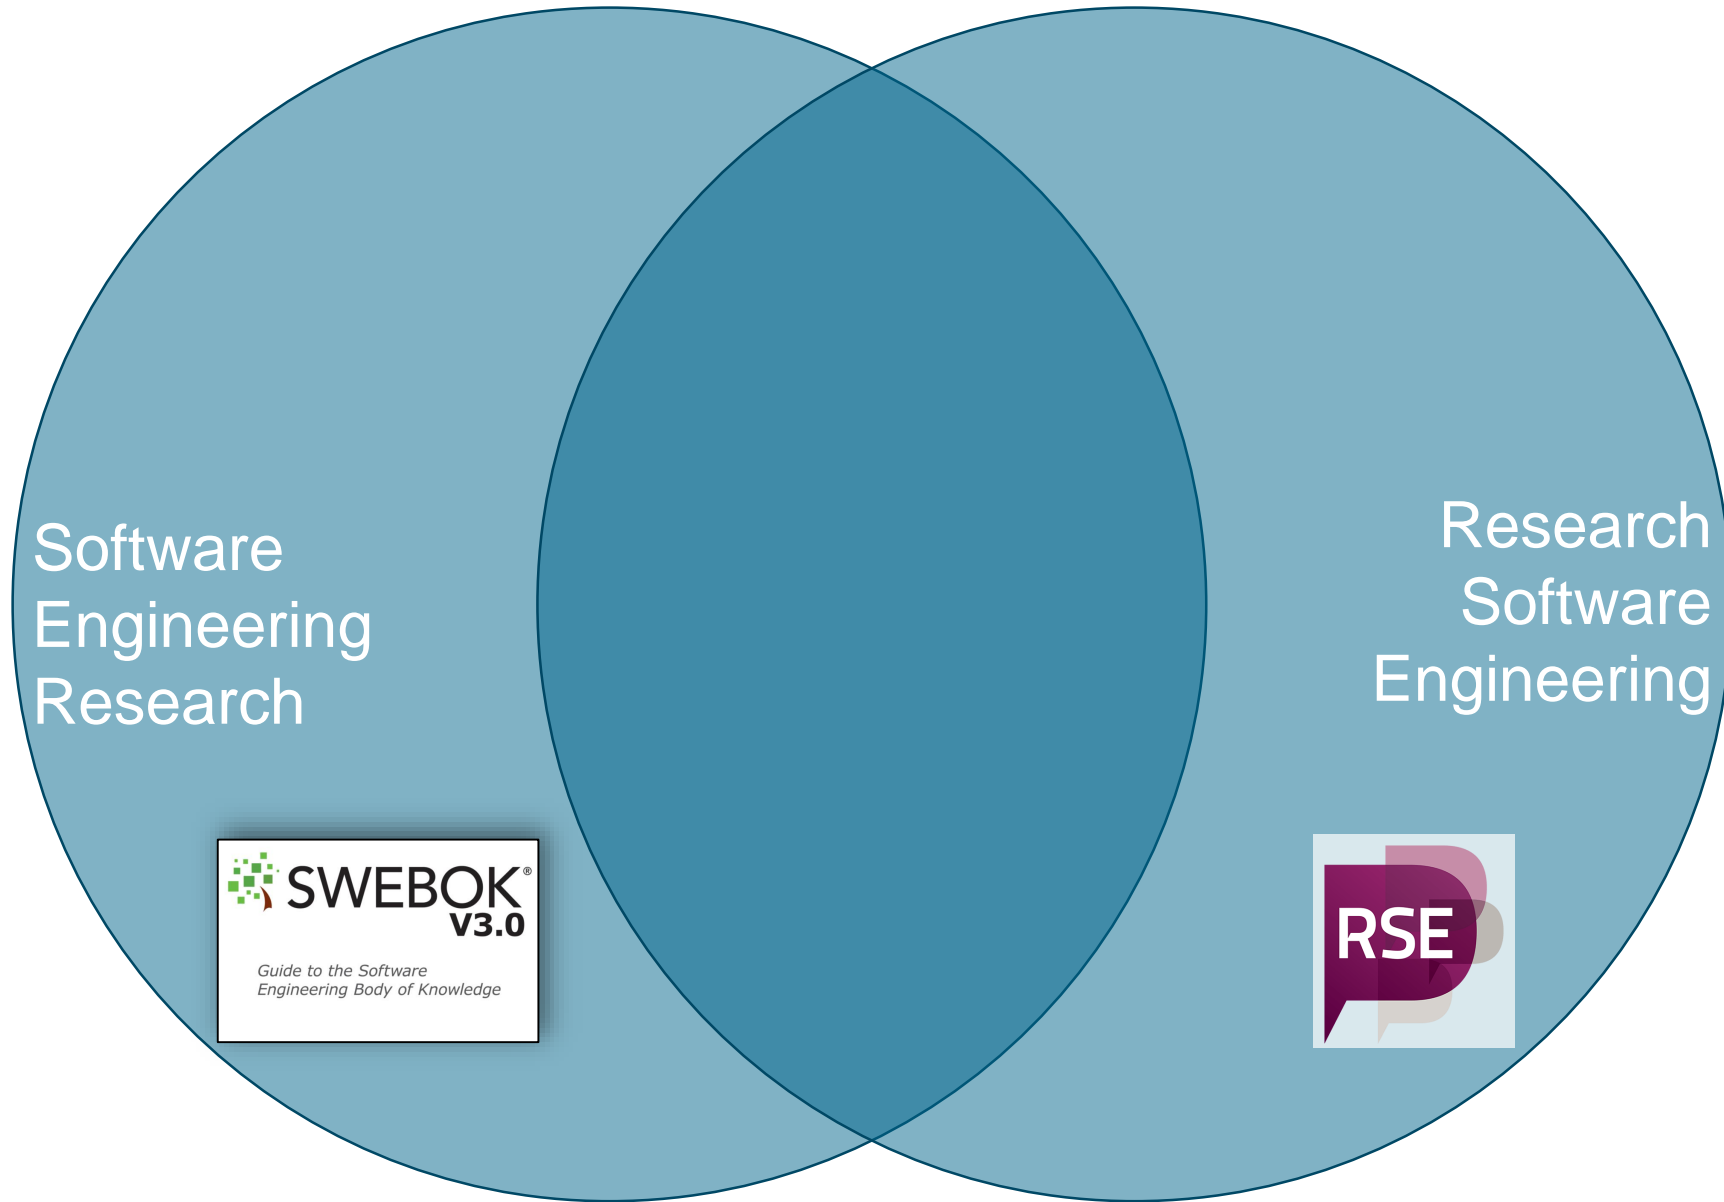 Software
Engineering
Research
Research
Software
Engineering
SWEBOK®
V3.0
Guide to the Software
Engineering Body of Knowledge
RSE